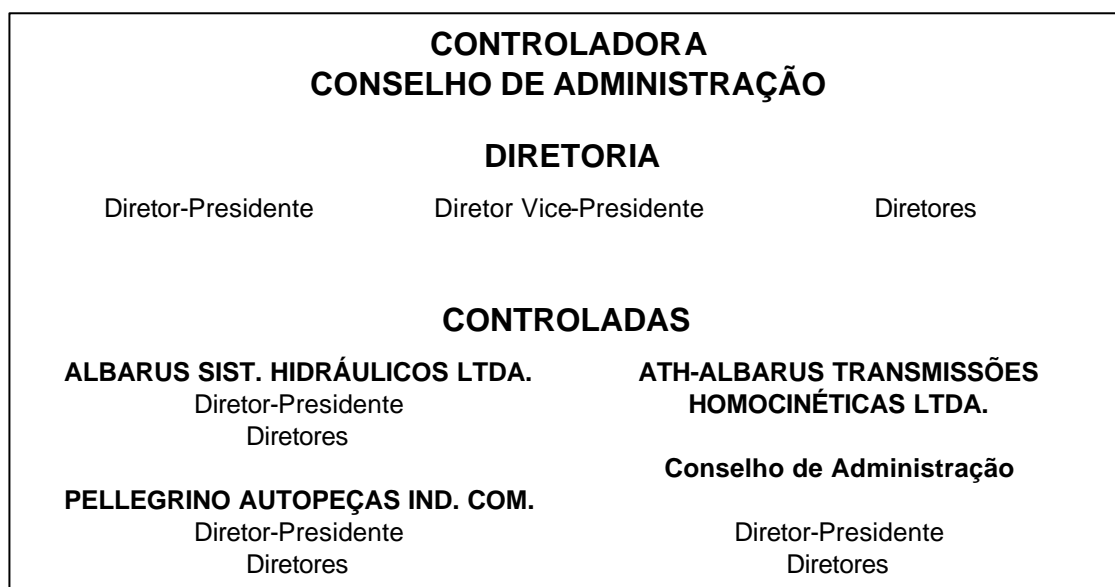 CONTROLADORA
CONSELHO DE ADMINISTRAÇÃO
DIRETORIA
Diretor-Presidente Diretor Vice-Presidente Diretores
CONTROLADAS
ALBARUS SIST. HIDRÁULICOS LTDA.
Diretor-Presidente
Diretores
PELLEGRINO AUTOPEÇAS IND. COM.
Diretor-Presidente
Diretores
ATH-ALBARUS TRANSMISSÕES
HOMOCINÉTICAS LTDA.
Conselho de Administração
Diretor-Presidente
Diretores